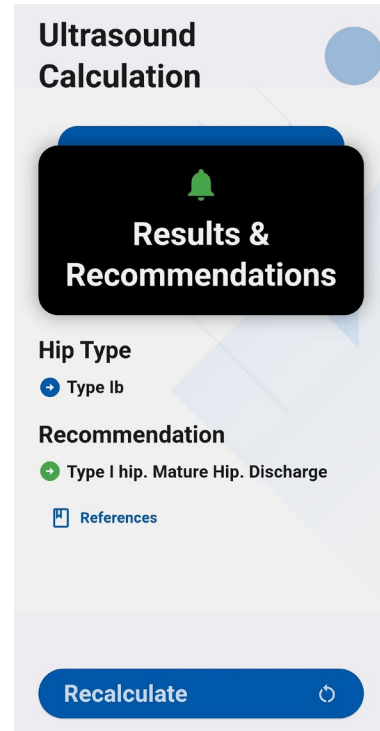 Ultrasound
Calculation
Results &
Recommendations
Hip Type
Type Ib
Recommendation
Type I hip. Mature Hip. Discharge
References
Recalculate